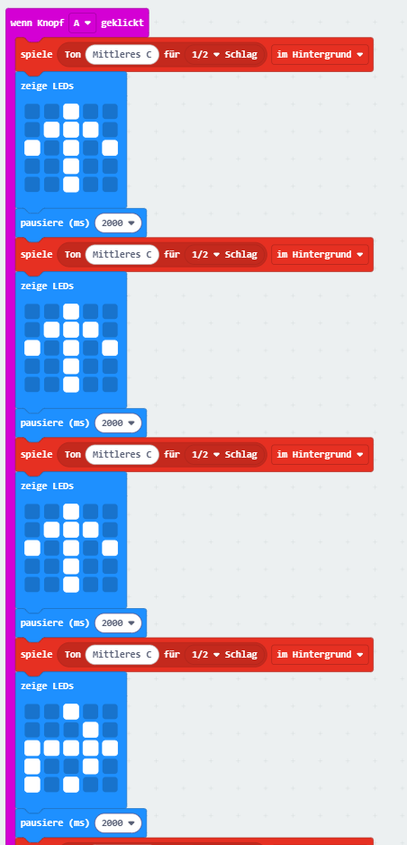 wenn Knopf A geklickt
spiele Ton Mittleres C für 1/2 Schlag im Hintergrund
zeige LEDs
pausiere (ms) 2000
spiele Ton Mittleres C für 1/2 Schlag im Hintergrund
zeige LEDs
pausiere (ms) 2000
spiele Ton Mittleres C für 1/2 Schlag im Hintergrund
zeige LEDs
pausiere (ms) 2000
spiele Ton Mittleres C für 1/2 Schlag im Hintergrund
zeige LEDs
pausiere (ms) 2000